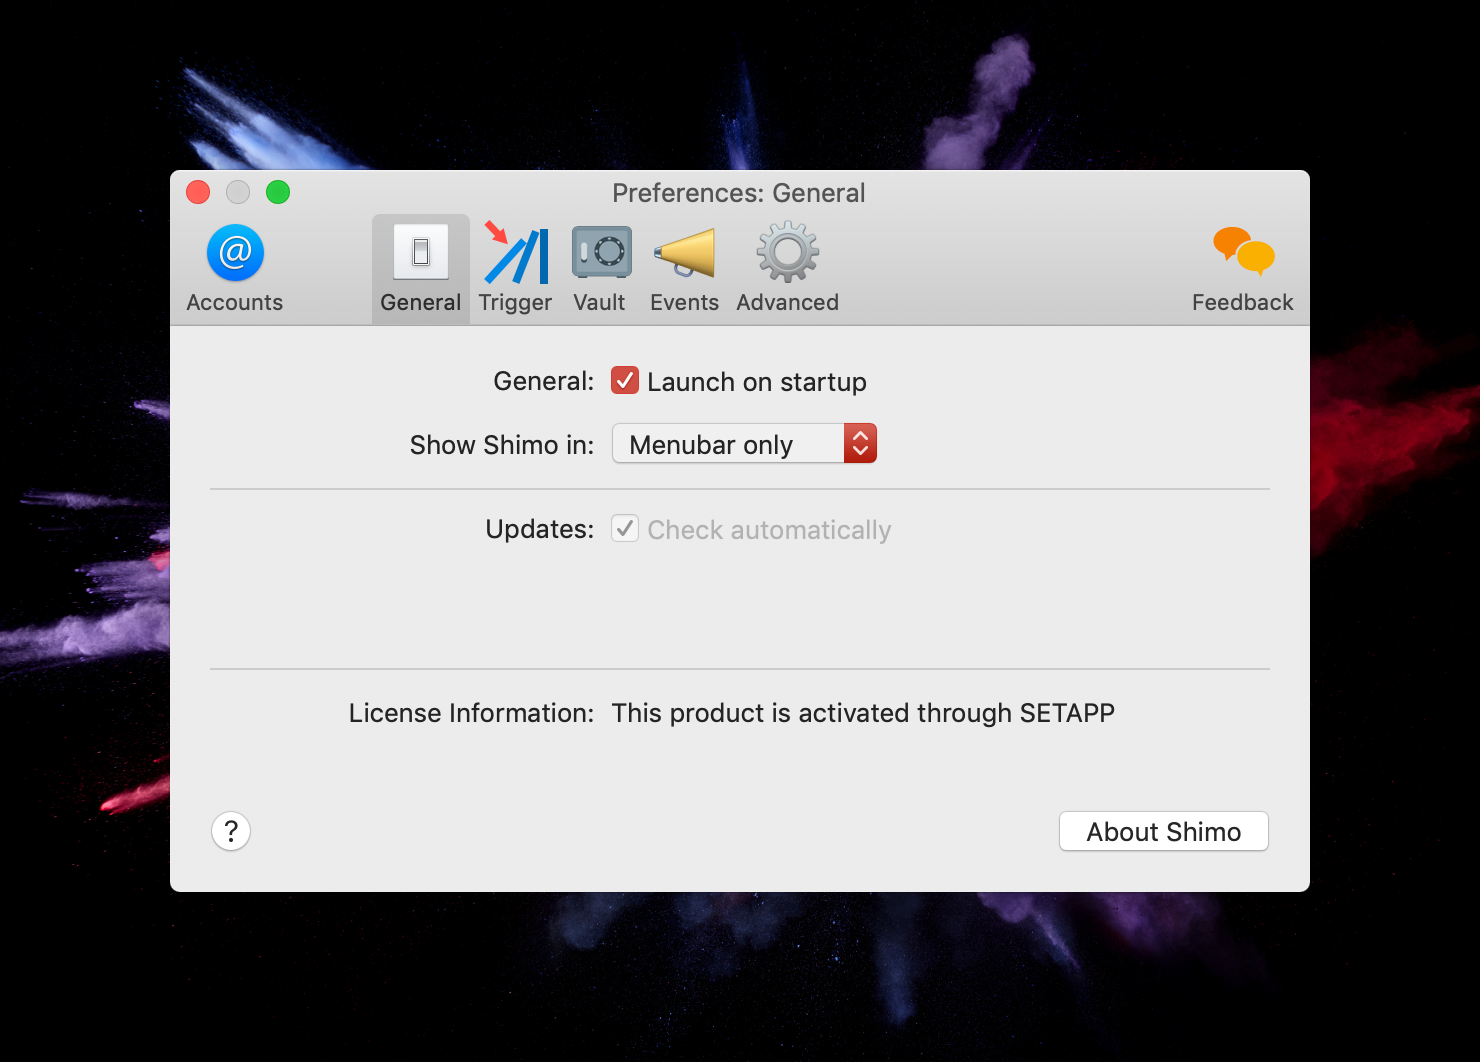 Preferences: General
@
Accounts
General
Trigger
Vault
Events
Advanced
Feedback
General: Launch on startup
Show Shimo in: Menubar only
Updates: Check automatically
License Information: This product is activated through SETAPP
?
About Shimo